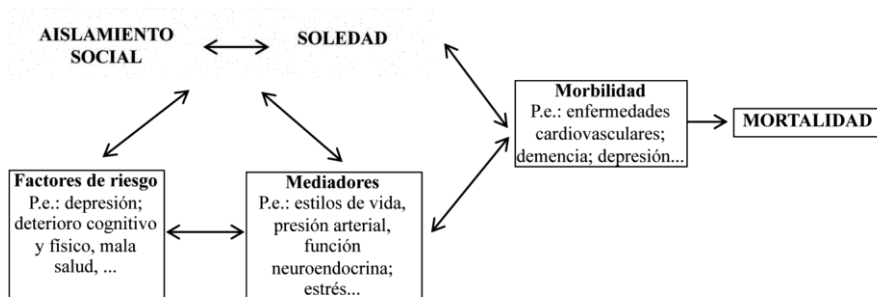 AISLAMIENTO
SOCIAL
SOLEDAD
Morbilidad
P.e.: enfermedades
cardiovasculares;
demencia; depresión...
MORTALIDAD
Factores de riesgo
P.e.: depresión;
deterioro cognitivo
y físico, mala
salud, ...
Mediadores
P.e.: estilos de vida,
presión arterial,
función
neuroendocrina;
estrés...